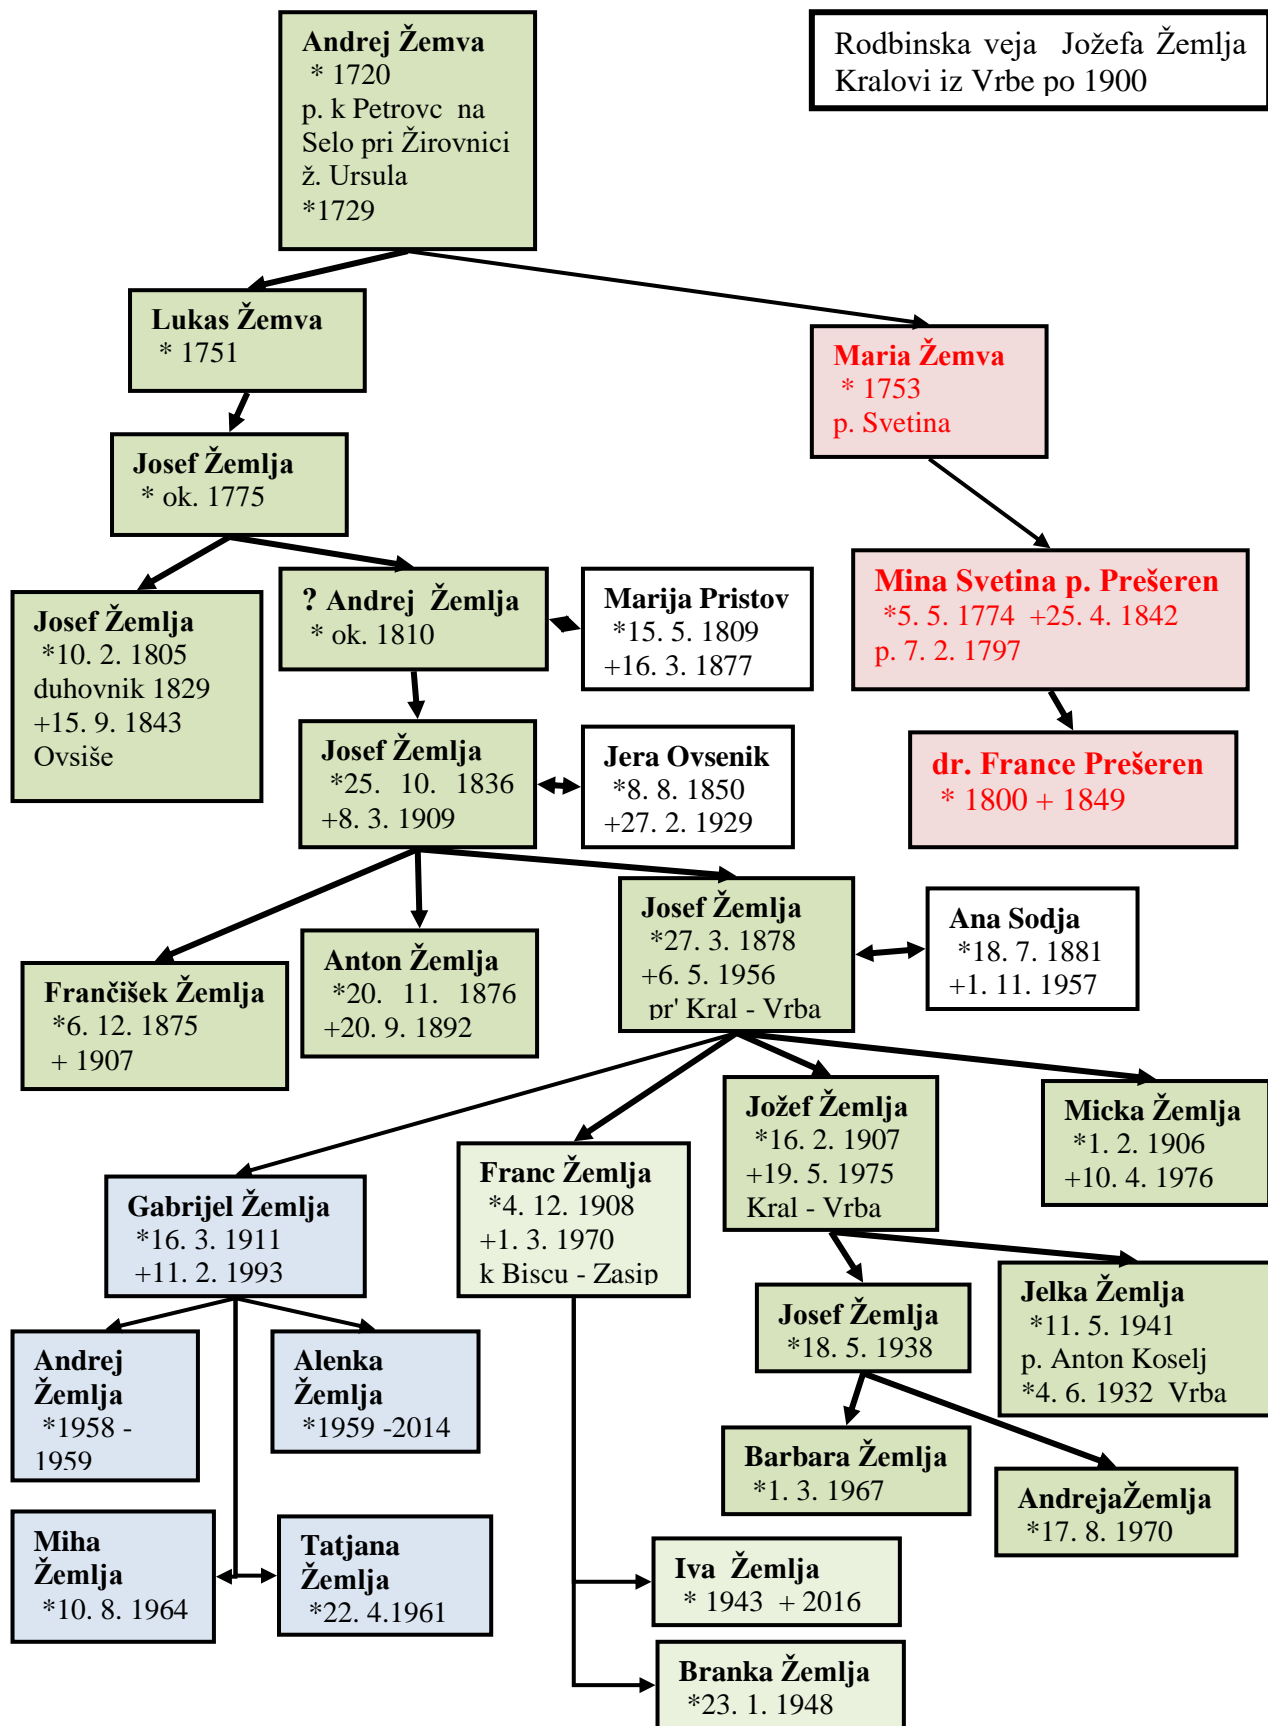 Andrej Žemva
* 1720
p. k Petrovc na
Selo pri Žirovnici
ž. Ursula
*1729
Rodbinska veja Jožefa Žemlja
Kralovi iz Vrbe po 1900
Lukas Žemva
* 1751
Maria Žemva
* 1753
p. Svetina
Josef Žemlja
* ok. 1775
Josef Žemlja
*10. 2. 1805
duhovnik 1829
+15. 9. 1843
Ovsiše
? Andrej Žemlja
* ok. 1810
Marija Pristov
*15. 5. 1809
+16. 3. 1877
Mina Svetina p. Prešeren
*5. 5. 1774 +25. 4. 1842
p. 7. 2. 1797
Josef Žemlja
*25. 10. 1836
+8. 3. 1909
Jera Ovsenik
*8. 8. 1850
+27. 2. 1929
dr. France Prešeren
* 1800 + 1849
Frančišek Žemlja
*6. 12. 1875
+ 1907
Anton Žemlja
*20. 11. 1876
+20. 9. 1892
Josef Žemlja
*27. 3. 1878
+6. 5. 1956
pr' Kral - Vrba
Ana Sodja
*18. 7. 1881
+1. 11. 1957
Gabrijel Žemlja
*16. 3. 1911
+11. 2. 1993
Franc Žemlja
*4. 12. 1908
+1. 3. 1970
k Biscu - Zasip
Jožef Žemlja
*16. 2. 1907
+19. 5. 1975
Kral - Vrba
Micka Žemlja
*1. 2. 1906
+10. 4. 1976
Josef Žemlja
*18. 5. 1938
Jelka Žemlja
*11. 5. 1941
p. Anton Koselj
*4. 6. 1932 Vrba
Andrej
Žemlja
*1958 -
1959
Alenka
Žemlja
*1959 -2014
Barbara Žemlja
*1. 3. 1967
AndrejaŽemlja
*17. 8. 1970
Miha
Žemlja
*10. 8. 1964
Tatjana
Žemlja
*22. 4.1961
Iva Žemlja
* 1943 + 2016
Branka Žemlja
*23. 1. 1948